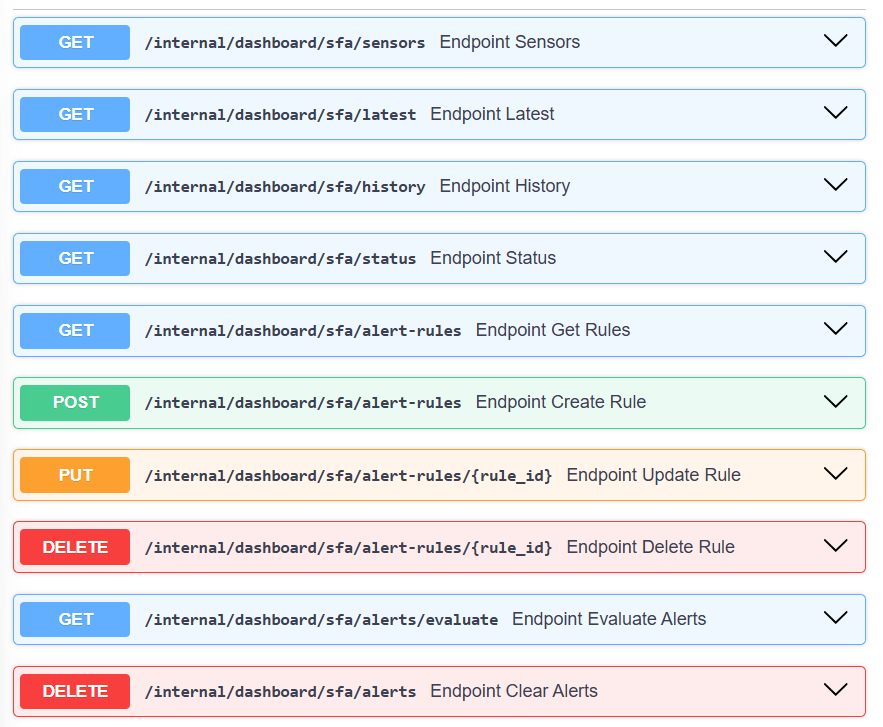 GET /internal/dashboard/sfa/sensors Endpoint Sensors
GET /internal/dashboard/sfa/latest Endpoint Latest
GET /internal/dashboard/sfa/history Endpoint History
GET /internal/dashboard/sfa/status Endpoint Status
GET /internal/dashboard/sfa/alert-rules Endpoint Get Rules
POST /internal/dashboard/sfa/alert-rules Endpoint Create Rule
PUT /internal/dashboard/sfa/alert-rules/{rule_id} Endpoint Update Rule
DELETE /internal/dashboard/sfa/alert-rules/{rule_id} Endpoint Delete Rule
GET /internal/dashboard/sfa/alerts/evaluate Endpoint Evaluate Alerts
DELETE /internal/dashboard/sfa/alerts Endpoint Clear Alerts